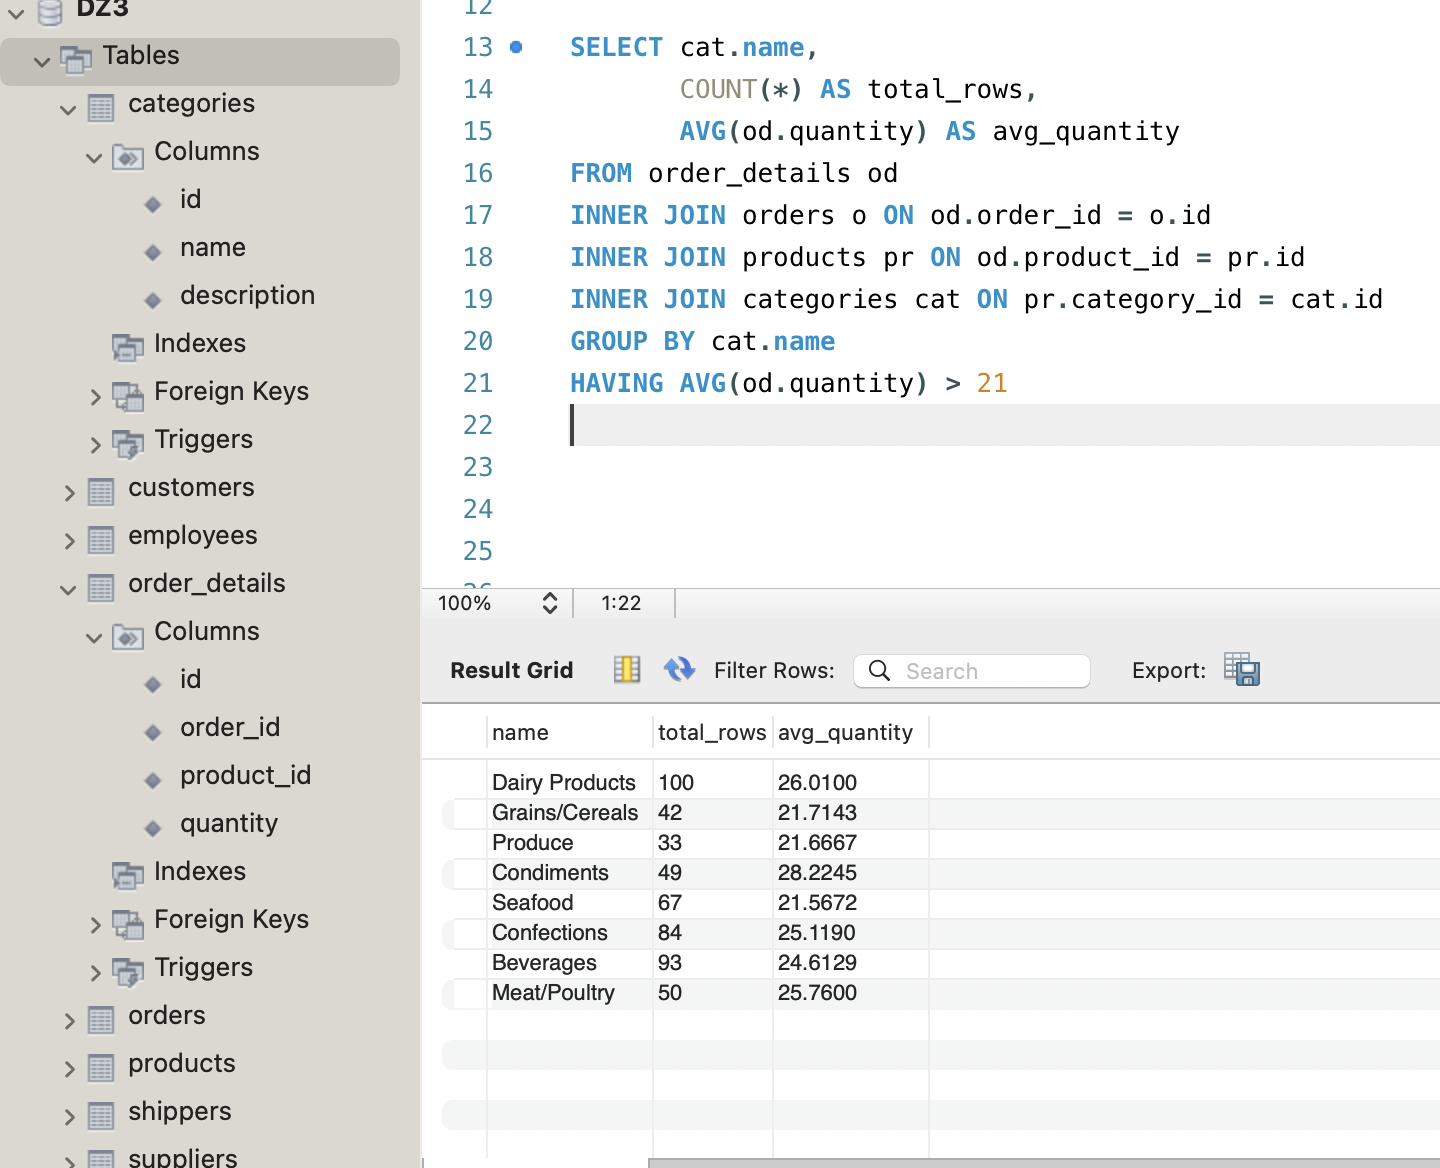 DZ3
Tables
categories
Columns
id
name
description
Indexes
Foreign Keys
Triggers
customers
employees
order_details
Columns
id
order_id
product_id
quantity
Indexes
Foreign Keys
Triggers
orders
products
shippers
suppliers
12
13 SELECT cat.name,
14 COUNT(*) AS total_rows,
15 AVG(od.quantity) AS avg_quantity
16 FROM order_details od
17 INNER JOIN orders o ON od.order_id = o.id
18 INNER JOIN products pr ON od.product_id = pr.id
19 INNER JOIN categories cat ON pr.category_id = cat.id
20 GROUP BY cat.name
21 HAVING AVG(od.quantity) > 21
22
23
24
25
26
100% 1:22
Result Grid Filter Rows: Search Export:
name total_rows avg_quantity
Dairy Products 100 26.0100
Grains/Cereals 42 21.7143
Produce 33 21.6667
Condiments 49 28.2245
Seafood 67 21.5672
Confections 84 25.1190
Beverages 93 24.6129
Meat/Poultry 50 25.7600